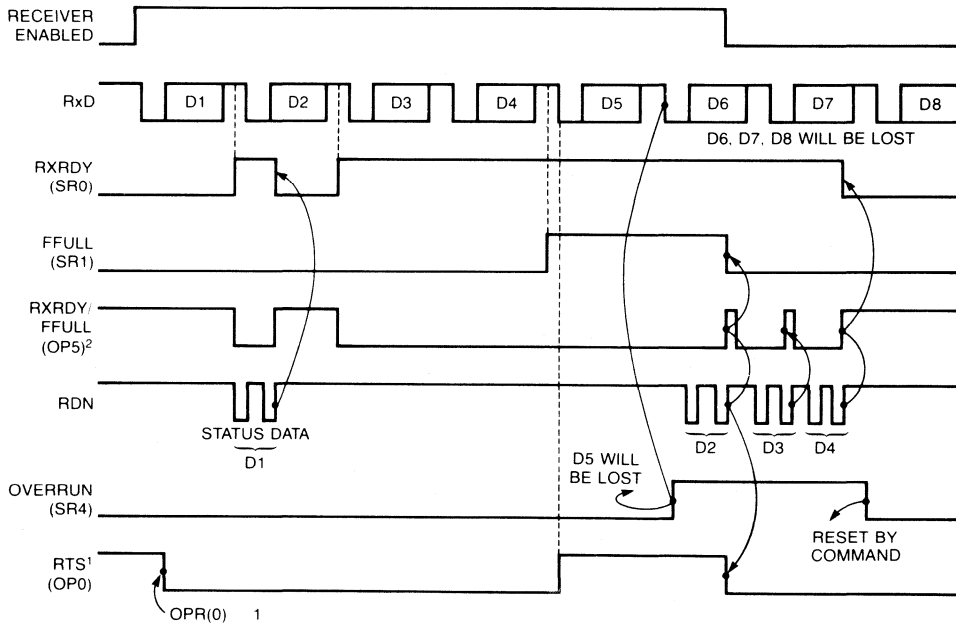 RECEIVER
ENABLED
RxD
D1
D2
D3
D4
D5
D6
D7
D8
D6, D7, D8 WILL BE LOST
RXRDY
(SR0)
FFULL
(SR1)
RXRDY/
FFULL
(OP5)2
RDN
STATUS DATA
D1
D2
D3
D4
D5 WILL
BE LOST
OVERRUN
(SR4)
RESET BY
COMMAND
RTS1
(OP0)
OPR(0) 1